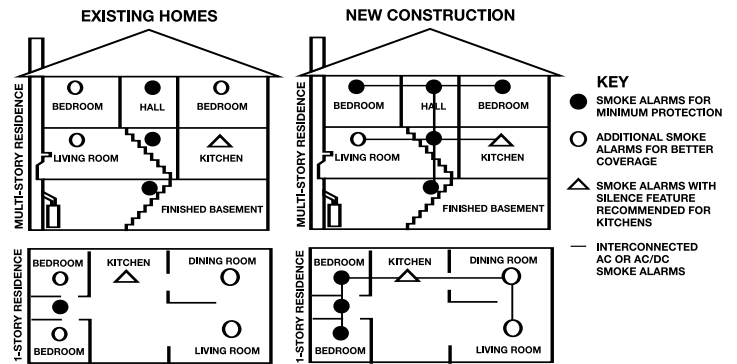 EXISTING HOMES
NEW CONSTRUCTION
MULTI-STORY RESIDENCE
BEDROOM
HALL
BEDROOM
LIVING ROOM
KITCHEN
FINISHED BASEMENT
MULTI-STORY RESIDENCE
BEDROOM
HALL
BEDROOM
LIVING ROOM
KITCHEN
FINISHED BASEMENT
KEY
SMOKE ALARMS FOR
MINIMUM PROTECTION
ADDITIONAL SMOKE
ALARMS FOR BETTER
COVERAGE
SMOKE ALARMS WITH
SILENCE FEATURE
RECOMMENDED FOR
KITCHENS
INTERCONNECTED
AC OR AC/DC
SMOKE ALARMS
1-STORY RESIDENCE
BEDROOM
KITCHEN
DINING ROOM
BEDROOM
LIVING ROOM
1-STORY RESIDENCE
BEDROOM
KITCHEN
DINING ROOM
BEDROOM
LIVING ROOM